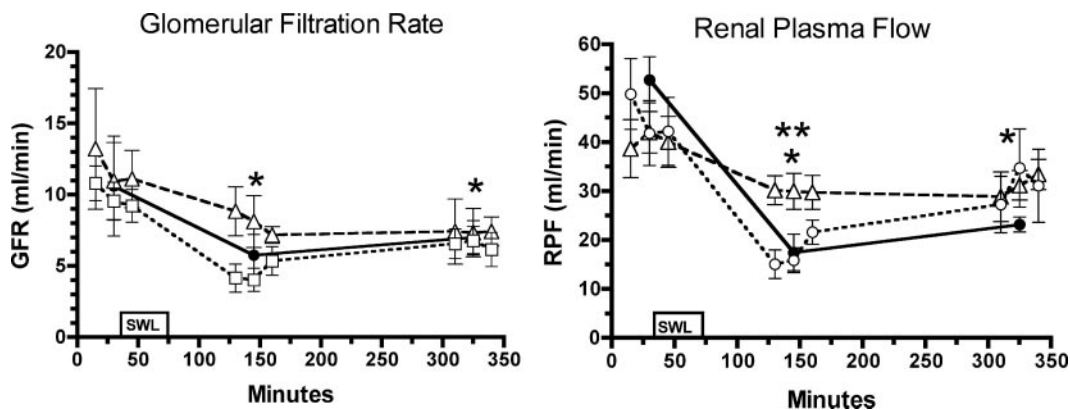 Glomerular Filtration Rate
20
15
10
5
0
GFR (ml/min)
*
*
SWL
0 50 100 150 200 250 300 350
Minutes
Renal Plasma Flow
60
50
40
30
20
10
0
RPF (ml/min)
**
*
*
SWL
0 50 100 150 200 250 300 350
Minutes